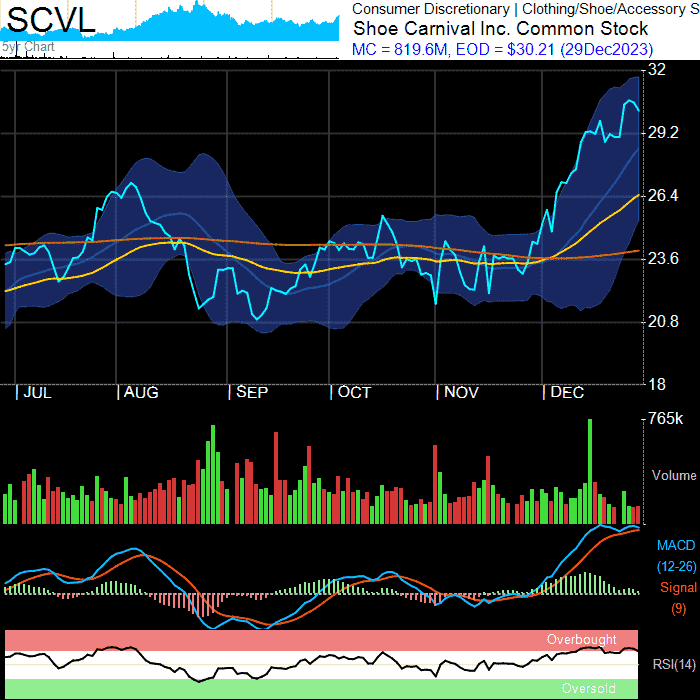 SCVL
5yr Chart
Consumer Discretionary | Clothing/Shoe/Accessory S
Shoe Carnival Inc. Common Stock
MC = 819.6M, EOD = $30.21 (29Dec2023)
32
29.2
26.4
23.6
20.8
18
JUL
AUG
SEP
OCT
NOV
DEC
765k
Volume
MACD
(12-26)
Signal
(9)
Overbought
RSI(14)
Oversold